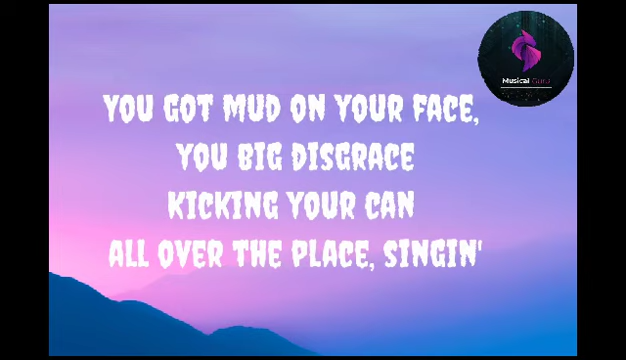 Musical Guru
YOU GOT MUD ON YOUR FACE,
YOU BIG DISGRACE
KICKING YOUR CAN
ALL OVER THE PLACE, SINGIN'